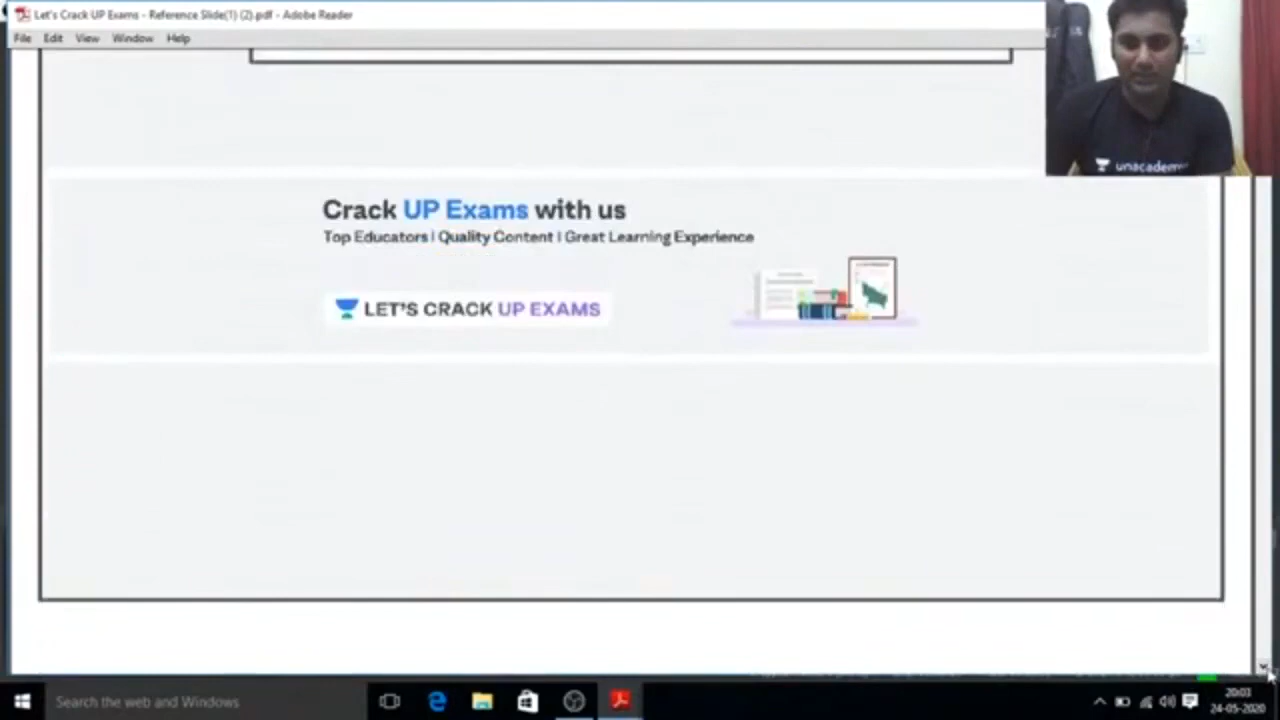 Let's Crack UP Exams - Reference Slide(1) (2).pdf - Adobe Reader
File Edit View Window Help
unacademy
Crack UP Exams with us
Top Educators | Quality Content | Great Learning Experience
LET'S CRACK UP EXAMS
Search the web and Windows
20:03
24-05-2020